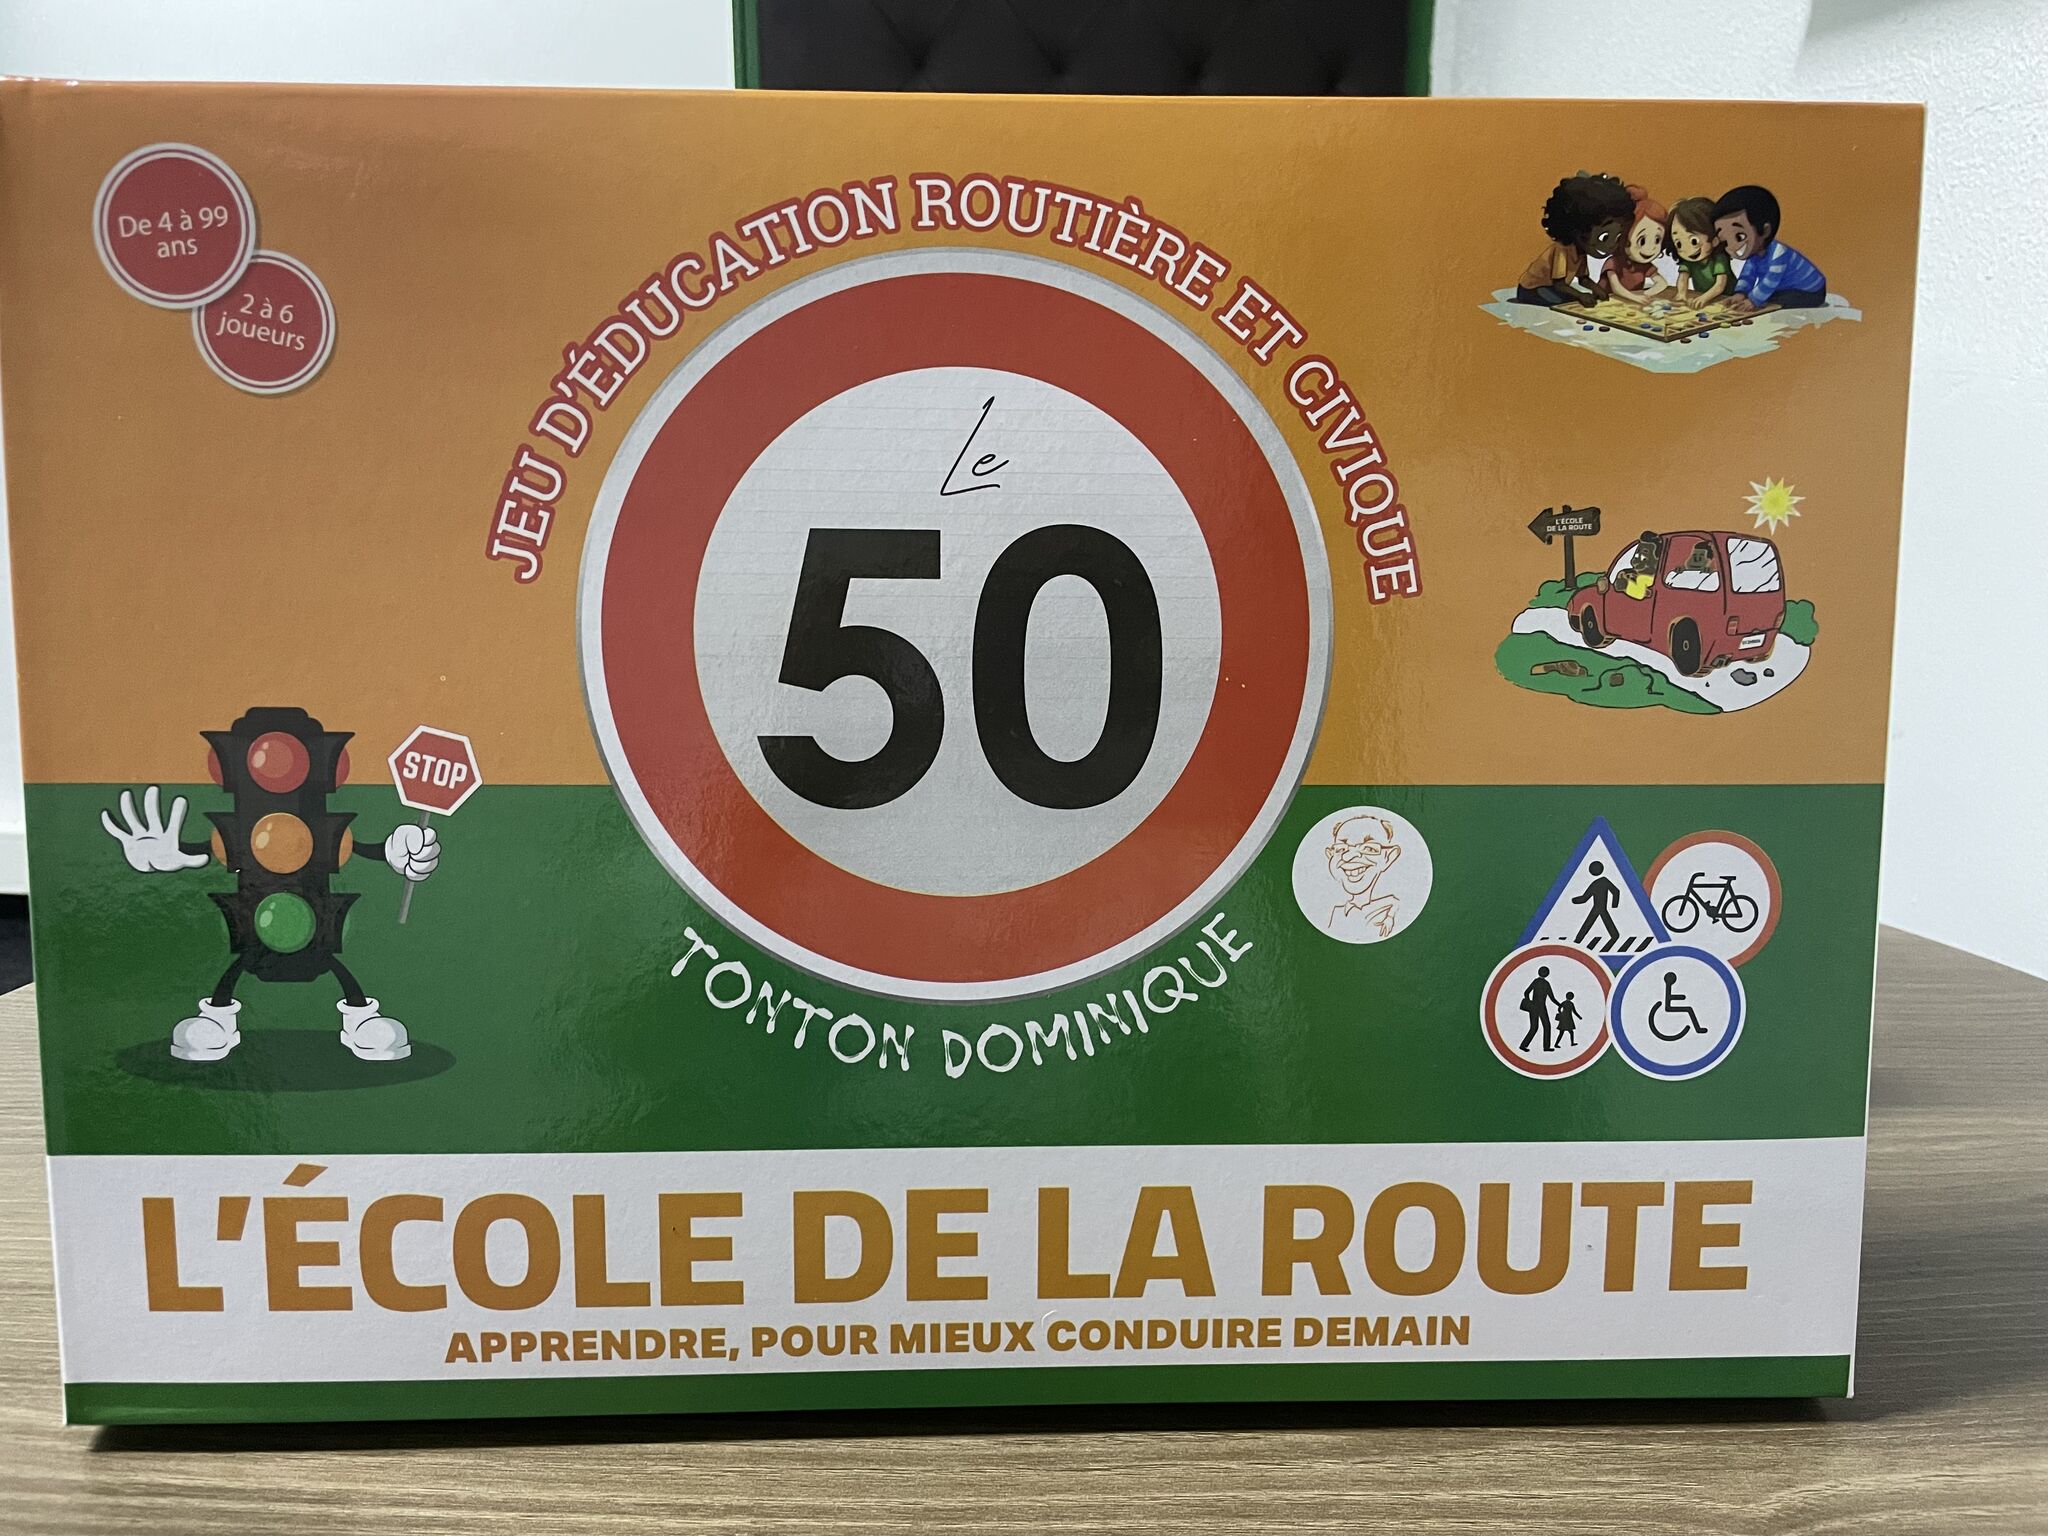 De 4 à 99
ans
2 à 6
joueurs
JEU D'ÉDUCATION ROUTIÈRE ET CIVIQUE
Le
50
L'ÉCOLE
DE LA ROUTE
STOP
TONTON DOMINIQUE
L'ÉCOLE DE LA ROUTE
APPRENDRE, POUR MIEUX CONDUIRE DEMAIN